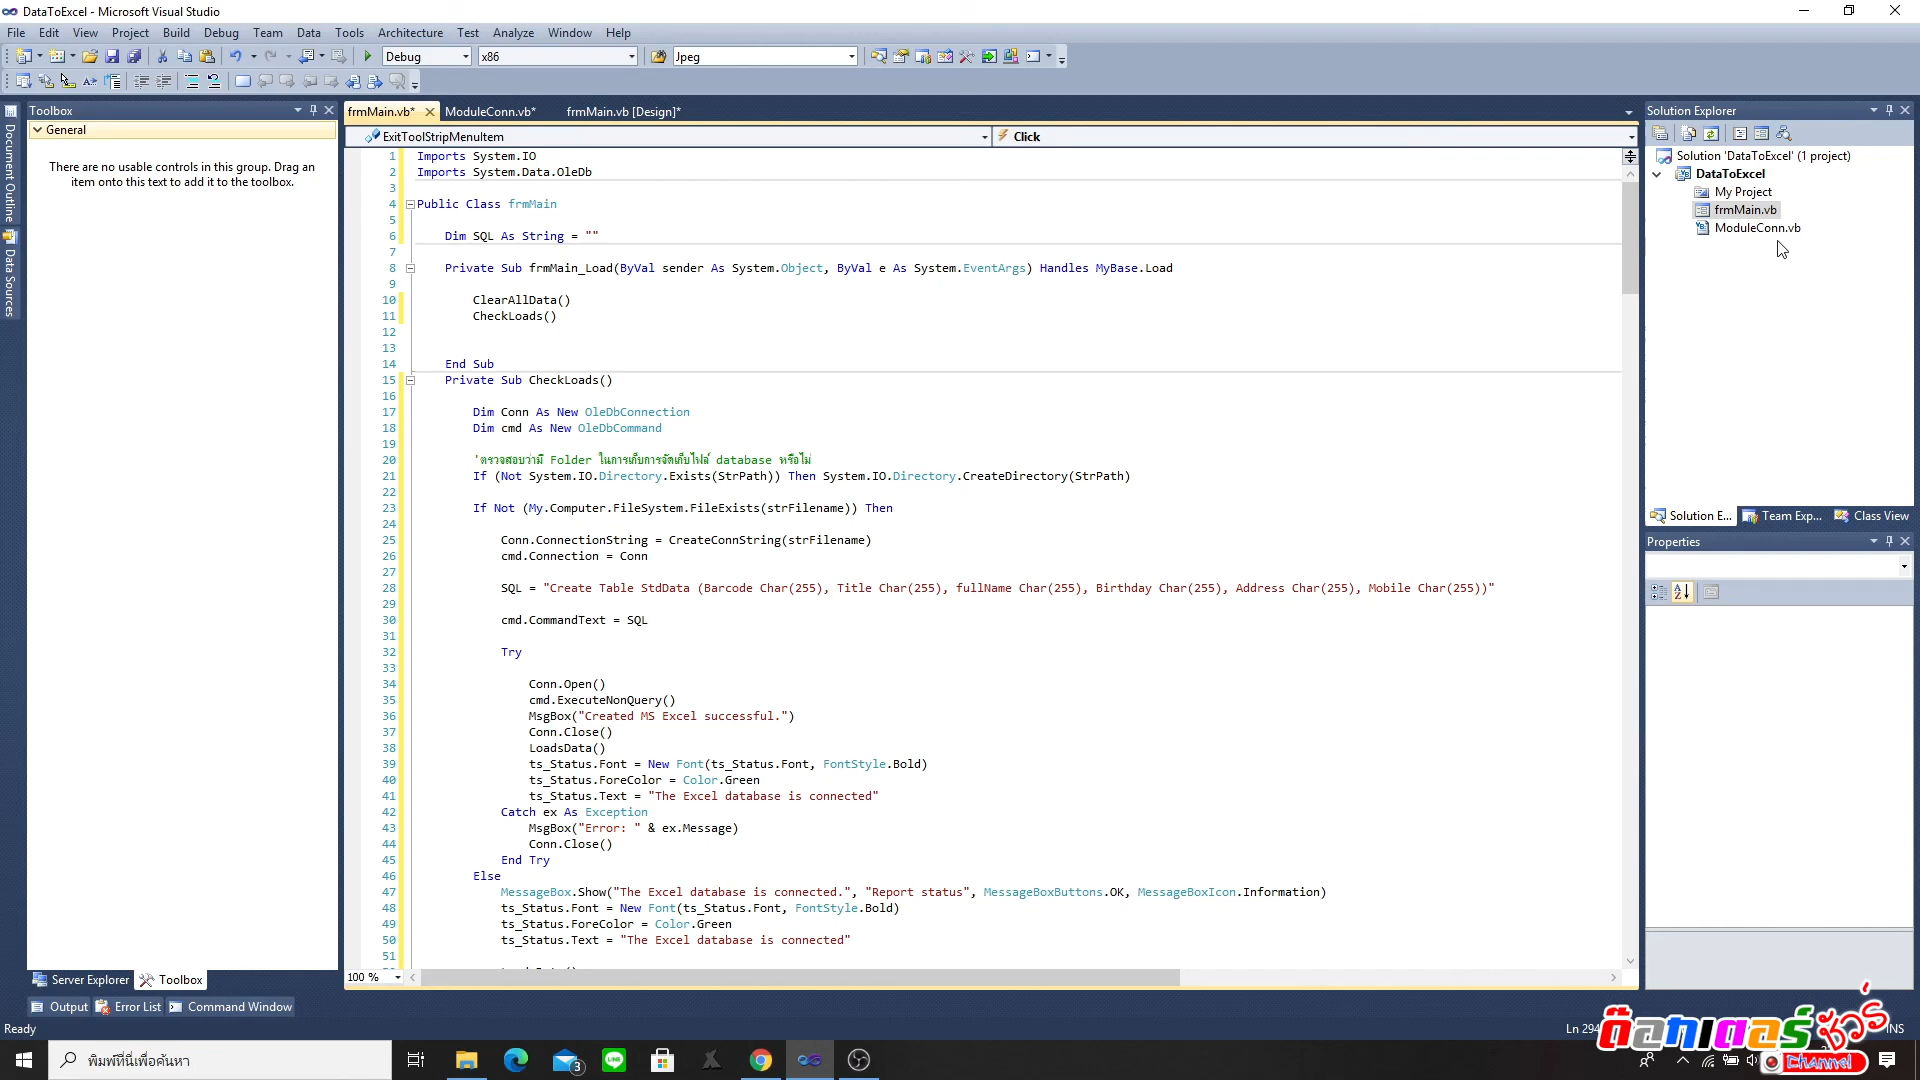 DataToExcel - Microsoft Visual Studio
File Edit View Project Build Debug Team Data Tools Architecture Test Analyze Window Help
Debug x86 Jpeg
Toolbox
General
There are no usable controls in this group. Drag an
item onto this text to add it to the toolbox.
Document Outline
Data Sources
frmMain.vb* ModuleConn.vb* frmMain.vb [Design]*
ExitToolStripMenuItem Click
1 Imports System.IO
2 Imports System.Data.OleDb
3
4 Public Class frmMain
5
6 Dim SQL As String = ""
7
8 Private Sub frmMain_Load(ByVal sender As System.Object, ByVal e As System.EventArgs) Handles MyBase.Load
9
10 ClearAllData()
11 CheckLoads()
12
13
14 End Sub
15 Private Sub CheckLoads()
16
17 Dim Conn As New OleDbConnection
18 Dim cmd As New OleDbCommand
19
20 'ตรวจสอบว่ามี Folder ในการเก็บการจัดเก็บไฟล์ database หรือไม่
21 If (Not System.IO.Directory.Exists(StrPath)) Then System.IO.Directory.CreateDirectory(StrPath)
22
23 If Not (My.Computer.FileSystem.FileExists(strFilename)) Then
24
25 Conn.ConnectionString = CreateConnString(strFilename)
26 cmd.Connection = Conn
27
28 SQL = "Create Table StdData (Barcode Char(255), Title Char(255), fullName Char(255), Birthday Char(255), Address Char(255), Mobile Char(255))"
29
30 cmd.CommandText = SQL
31
32 Try
33
34 Conn.Open()
35 cmd.ExecuteNonQuery()
36 MsgBox("Created MS Excel successful.")
37 Conn.Close()
38 LoadsData()
39 ts_Status.Font = New Font(ts_Status.Font, FontStyle.Bold)
40 ts_Status.ForeColor = Color.Green
41 ts_Status.Text = "The Excel database is connected"
42 Catch ex As Exception
43 MsgBox("Error: " & ex.Message)
44 Conn.Close()
45 End Try
46 Else
47 MessageBox.Show("The Excel database is connected.", "Report status", MessageBoxButtons.OK, MessageBoxIcon.Information)
48 ts_Status.Font = New Font(ts_Status.Font, FontStyle.Bold)
49 ts_Status.ForeColor = Color.Green
50 ts_Status.Text = "The Excel database is connected"
51
100 %
Solution Explorer
Solution 'DataToExcel' (1 project)
DataToExcel
My Project
frmMain.vb
ModuleConn.vb
Solution E... Team Exp... Class View
Properties
Server Explorer Toolbox
Output Error List Command Window
Ready
Ln 294
NS
ด๊อกเตอร์ ชัวร์
Channel
พิมพ์ที่นี่เพื่อค้นหา
3